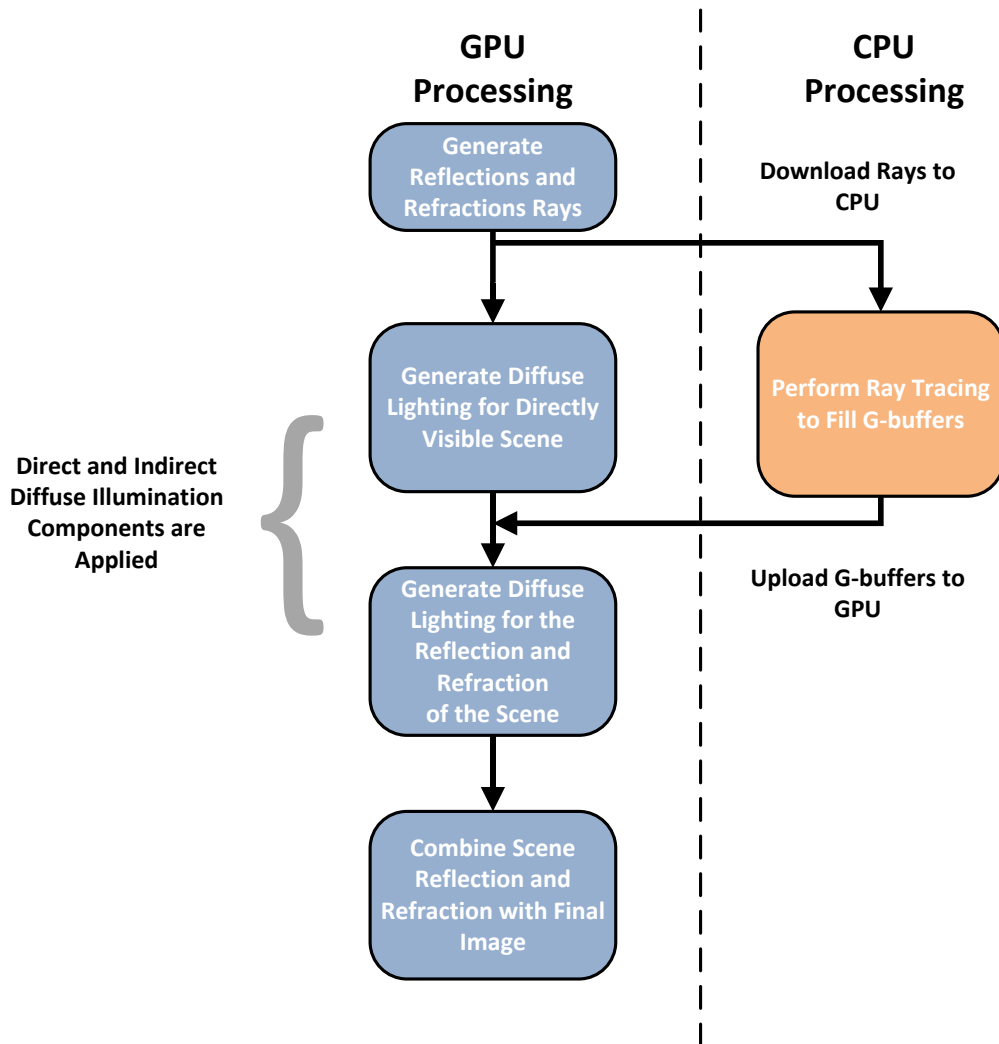 GPU
Processing
CPU
Processing
Generate
Reflections and
Refractions Rays
Download Rays to
CPU
Generate Diffuse
Lighting for Directly
Visible Scene
Perform Ray Tracing
to Fill G-buffers
Direct and Indirect
Diffuse Illumination
Components are
Applied
Upload G-buffers to
GPU
Generate Diffuse
Lighting for the
Reflection and
Refraction
of the Scene
Combine Scene
Reflection and
Refraction with Final
Image